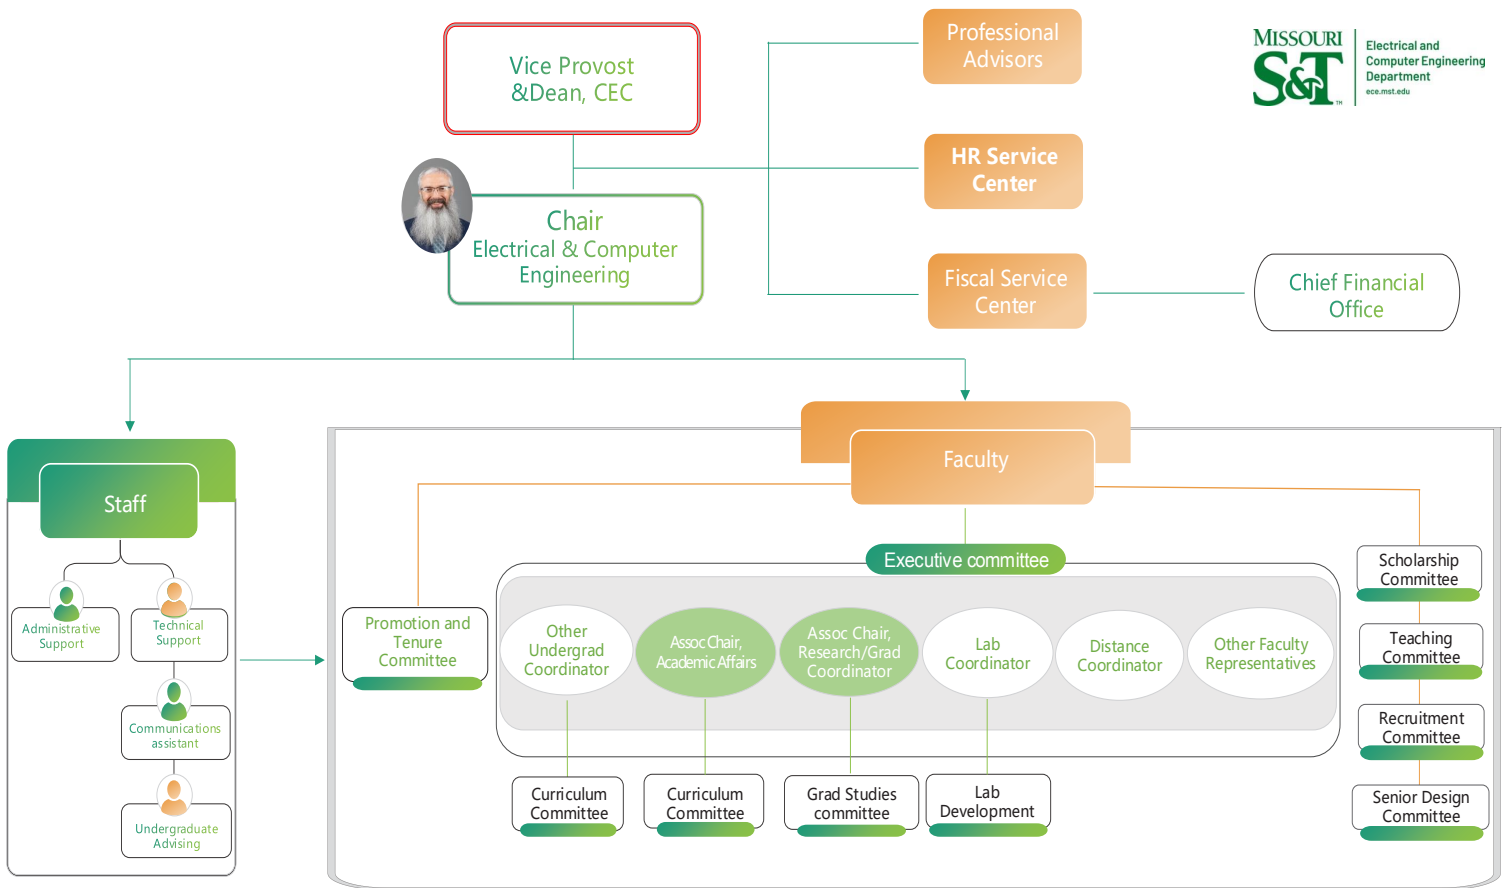 Vice Provost
&Dean, CEC
Professional
Advisors
MISSOURI
S&T
TM
Electrical and
Computer Engineering
Department
ece.mst.edu
HR Service
Center
Chair
Electrical & Computer
Engineering
Fiscal Service
Center
Chief Financial
Office
Staff
Administrative
Support
Technical
Support
Communications
assistant
Undergraduate
Advising
Faculty
Executive committee
Promotion and
Tenure
Committee
Other
Undergrad
Coordinator
Assoc Chair,
Academic Affairs
Assoc Chair,
Research/Grad
Coordinator
Lab
Coordinator
Distance
Coordinator
Other Faculty
Representatives
Curriculum
Committee
Curriculum
Committee
Grad Studies
committee
Lab
Development
Scholarship
Committee
Teaching
Committee
Recruitment
Committee
Senior Design
Committee